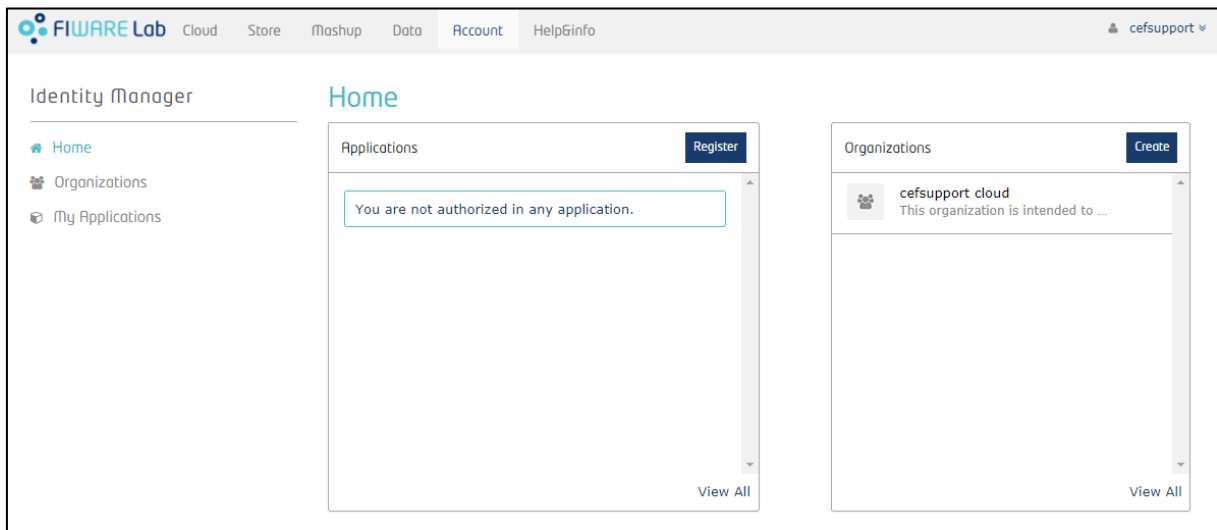 FIWARE Lab Cloud Store Mashup Data Account Help&info cefsupport
Identity Manager
Home
Organizations
My Applications
Home
Applications Register
You are not authorized in any application.
View All
Organizations Create
cefsupport cloud
This organization is intended to ...
View All